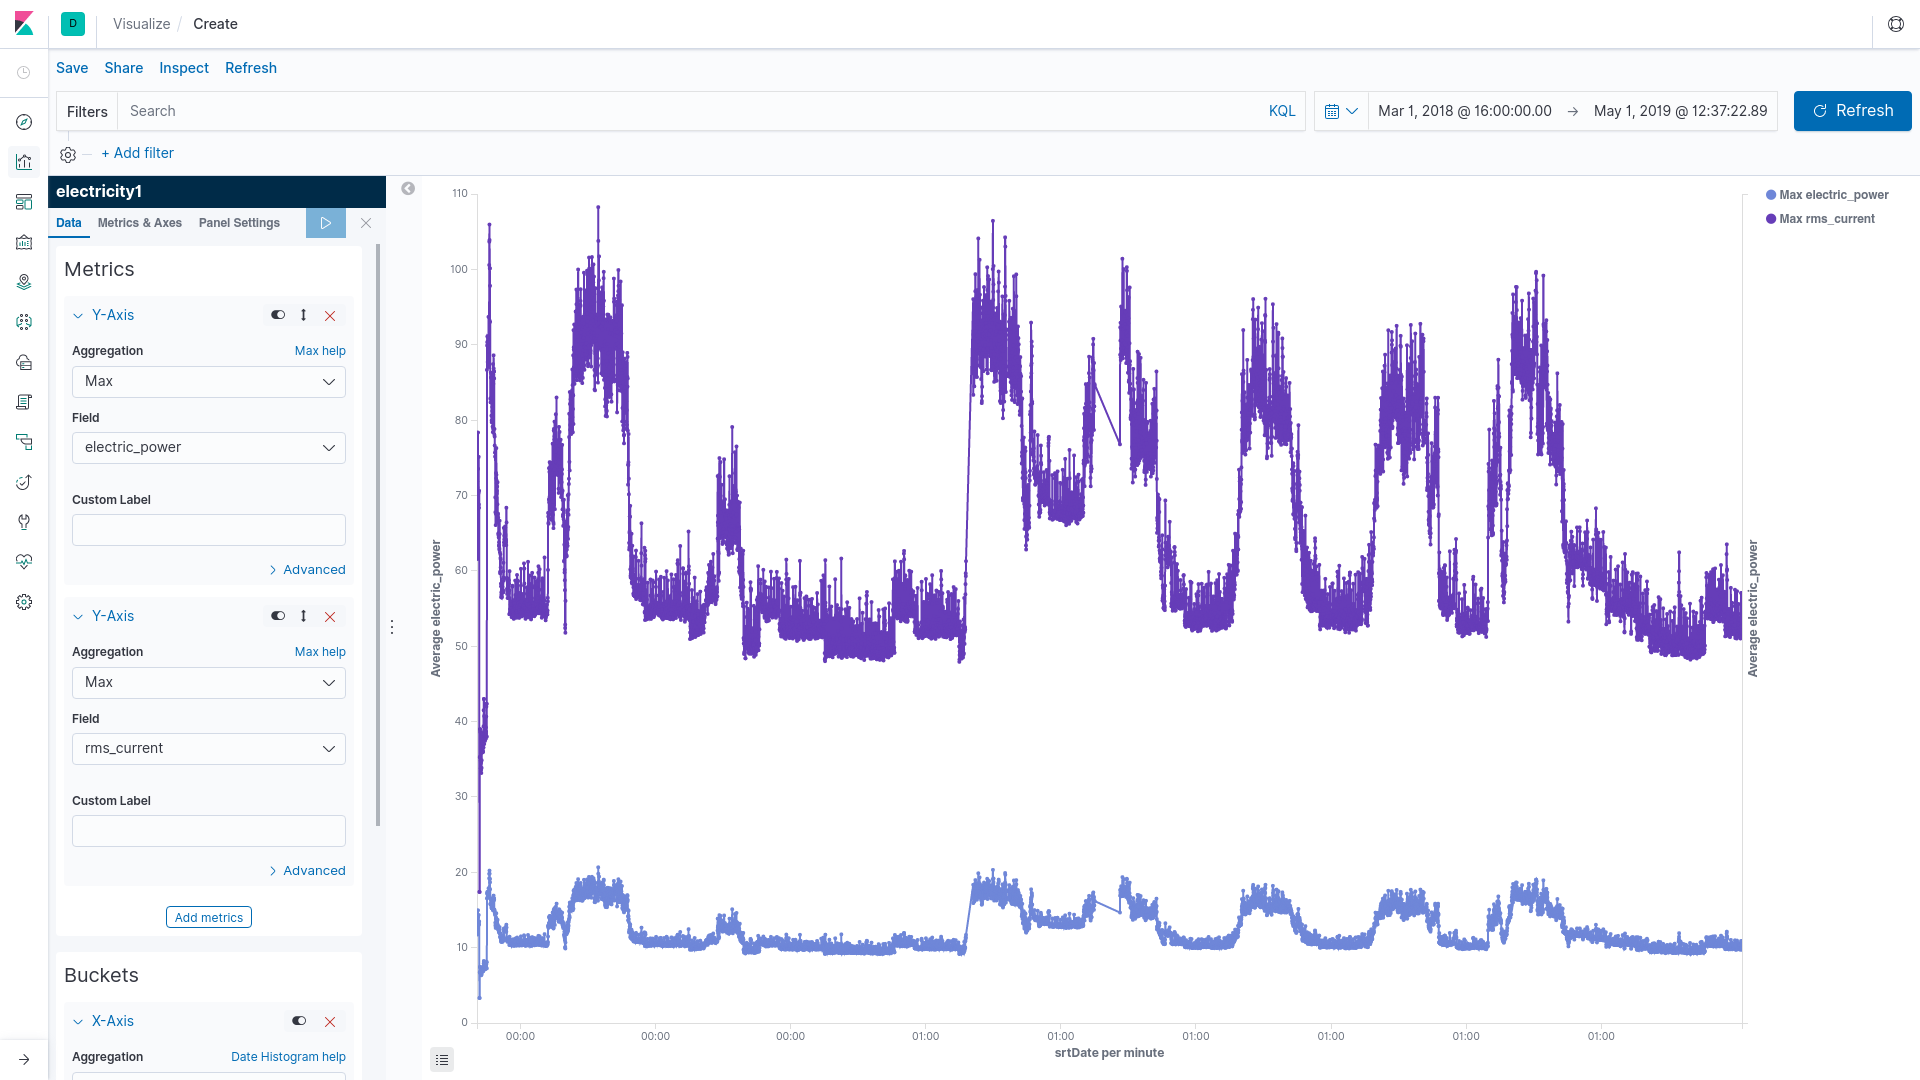 D
Visualize / Create
Save Share Inspect Refresh
Filters Search KQL Mar 1, 2018 @ 16:00:00.00 → May 1, 2019 @ 12:37:22.89 Refresh
+ Add filter
electricity1
Data Metrics & Axes Panel Settings
Metrics
Y-Axis
Aggregation Max help
Max
Field
electric_power
Custom Label
Advanced
Y-Axis
Aggregation Max help
Max
Field
rms_current
Custom Label
Advanced
Add metrics
Buckets
X-Axis
Aggregation Date Histogram help
Average electric_power
110
100
90
80
70
60
50
40
30
20
10
0
00:00 00:00 00:00 01:00 01:00 01:00 01:00 01:00 01:00
srtDate per minute
Average electric_power
Max electric_power
Max rms_current